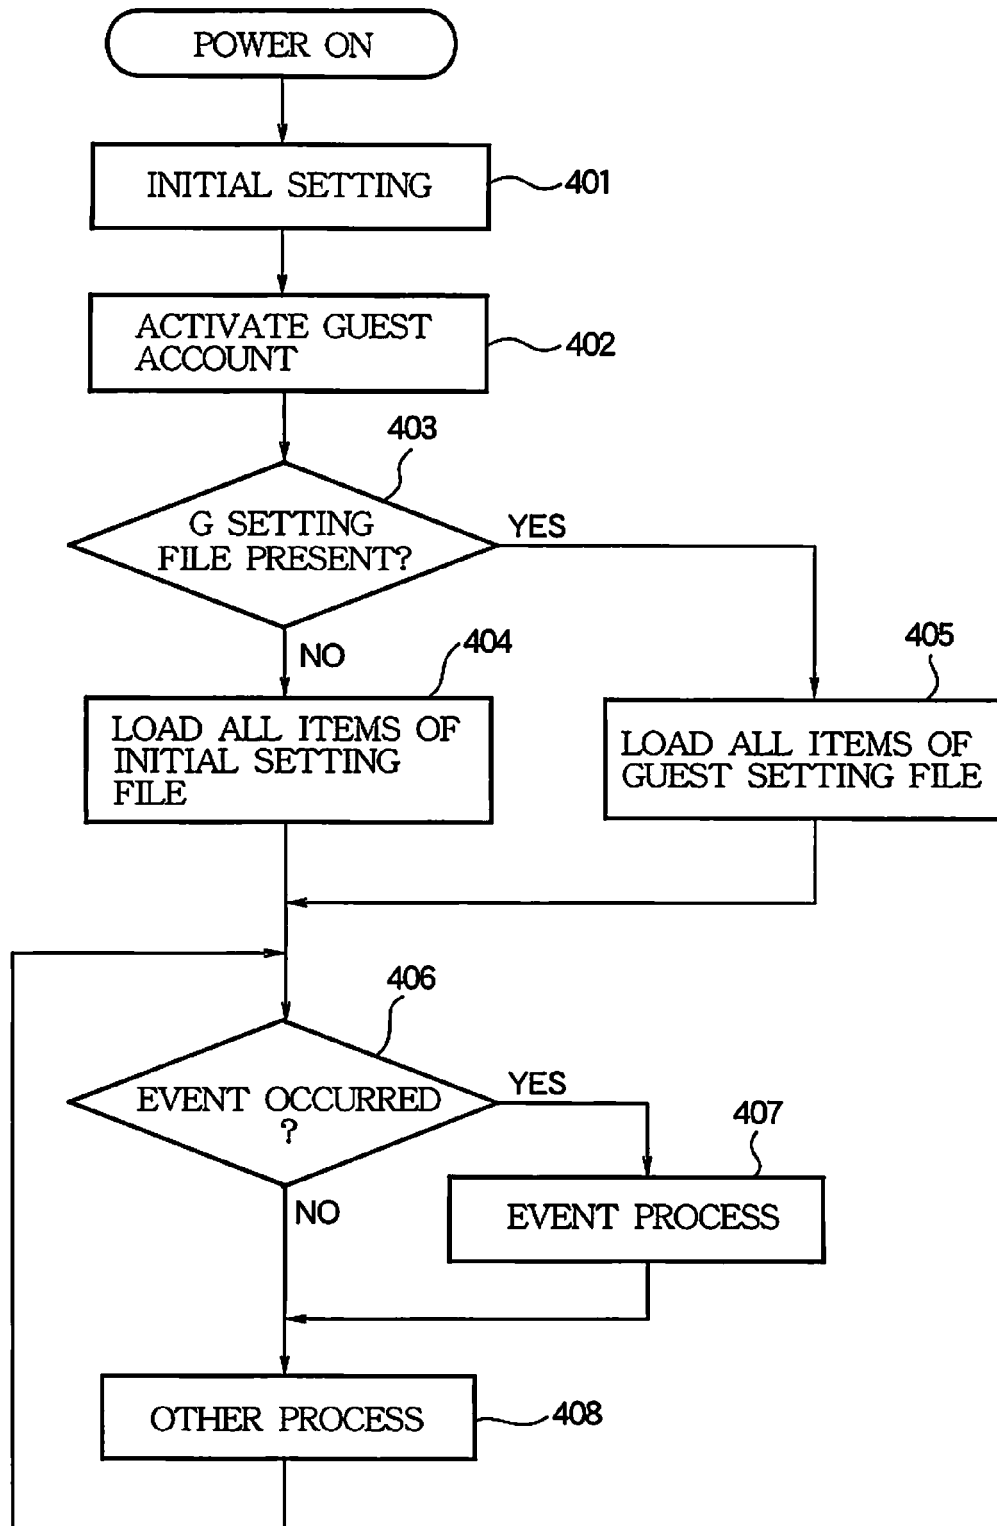 POWER ON
INITIAL SETTING
401
ACTIVATE GUEST
ACCOUNT
402
403
G SETTING
FILE PRESENT?
YES
NO
404
405
LOAD ALL ITEMS OF
INITIAL SETTING
FILE
LOAD ALL ITEMS OF
GUEST SETTING FILE
406
EVENT OCCURRED
?
YES
407
NO
EVENT PROCESS
OTHER PROCESS
408